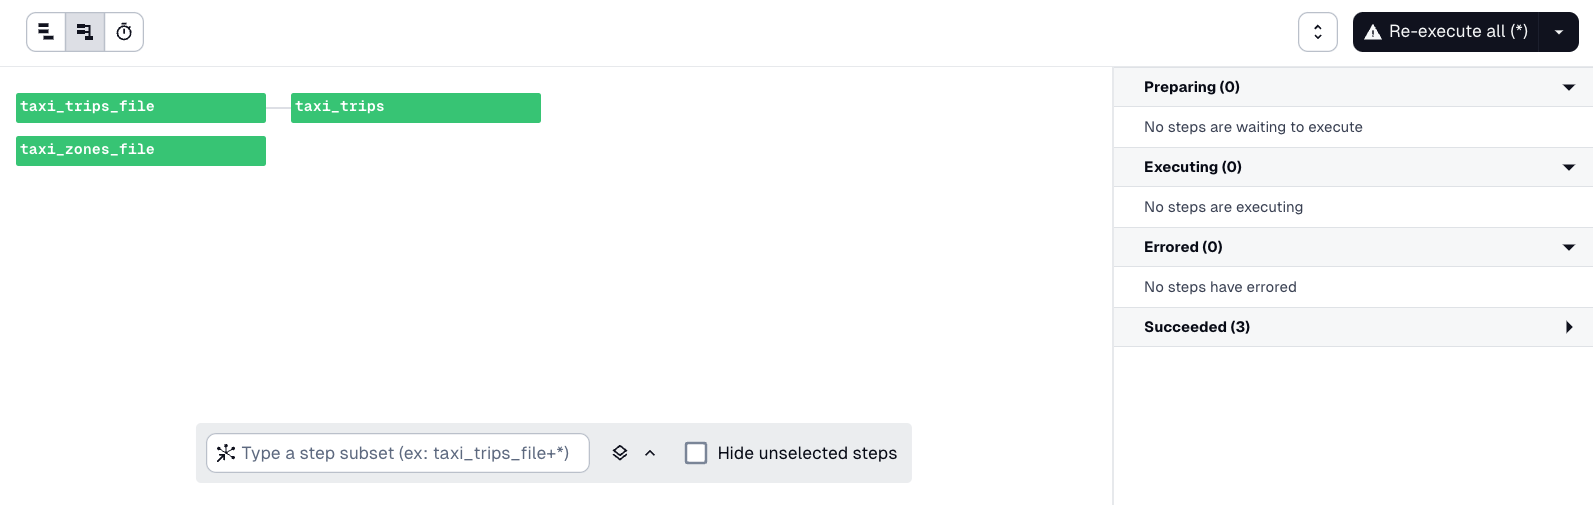 Re-execute all (*)
taxi_trips_file
taxi_trips
taxi_zones_file
Preparing (0)
No steps are waiting to execute
Executing (0)
No steps are executing
Errored (0)
No steps have errored
Succeeded (3)
Type a step subset (ex: taxi_trips_file+*)
Hide unselected steps